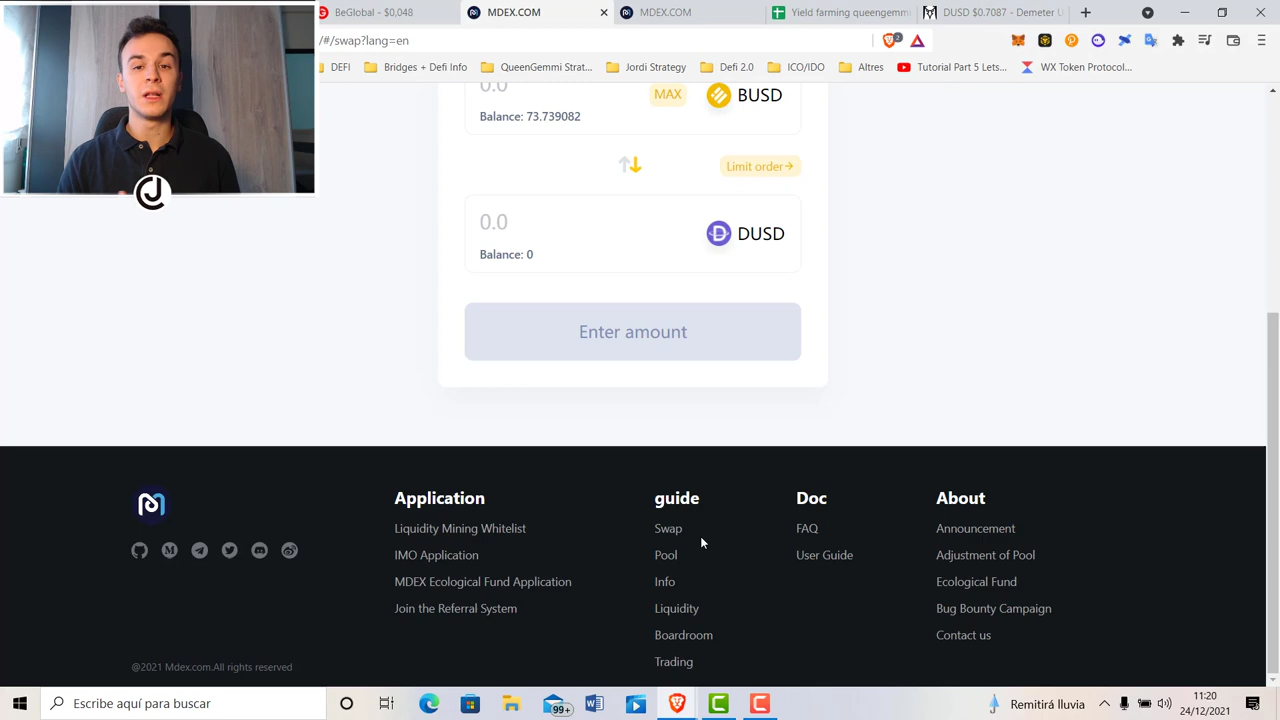 BeGlobal - $0,048
MDEX.COM
MDEX.COM
Yield farming queengemm
DUSD $0.7087 - Demeter U
/#/swap?lang=en
2
DEFI
Bridges + Defi Info
QueenGemmi Strat...
Jordi Strategy
Defi 2.0
ICO/IDO
Altres
Tutorial Part 5 Lets...
WX Token Protocol...
0.0
MAX
BUSD
Balance: 73.739082
Limit order→
0.0
DUSD
Balance: 0
Enter amount
Application
Liquidity Mining Whitelist
IMO Application
MDEX Ecological Fund Application
Join the Referral System
guide
Swap
Pool
Info
Liquidity
Boardroom
Trading
Doc
FAQ
User Guide
About
Announcement
Adjustment of Pool
Ecological Fund
Bug Bounty Campaign
Contact us
@2021 Mdex.com.All rights reserved
Escribe aquí para buscar
99+
Remitirá lluvia
11:20
24/12/2021